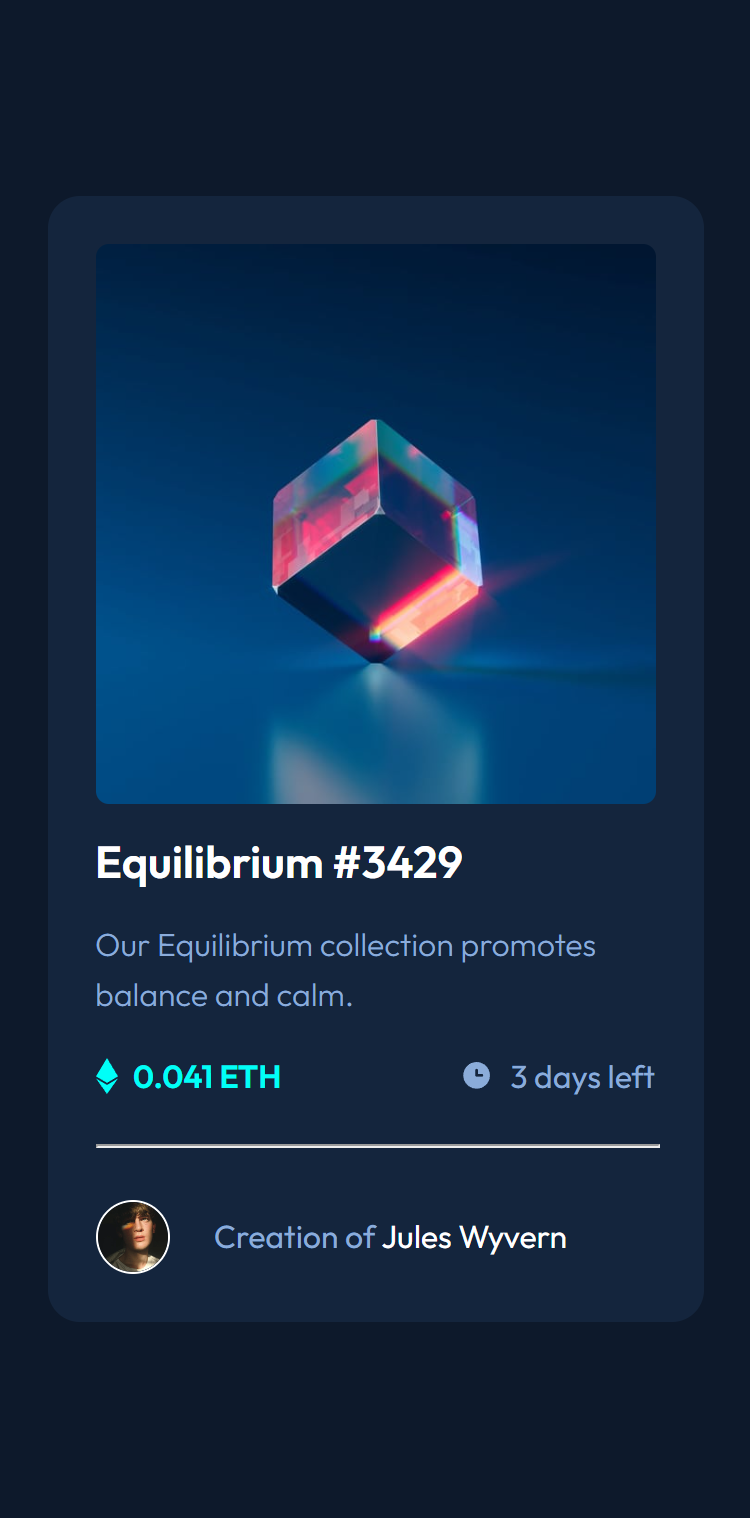 Equilibrium #3429
Our Equilibrium collection promotes
balance and calm.
0.041 ETH 3 days left
Creation of Jules Wyvern